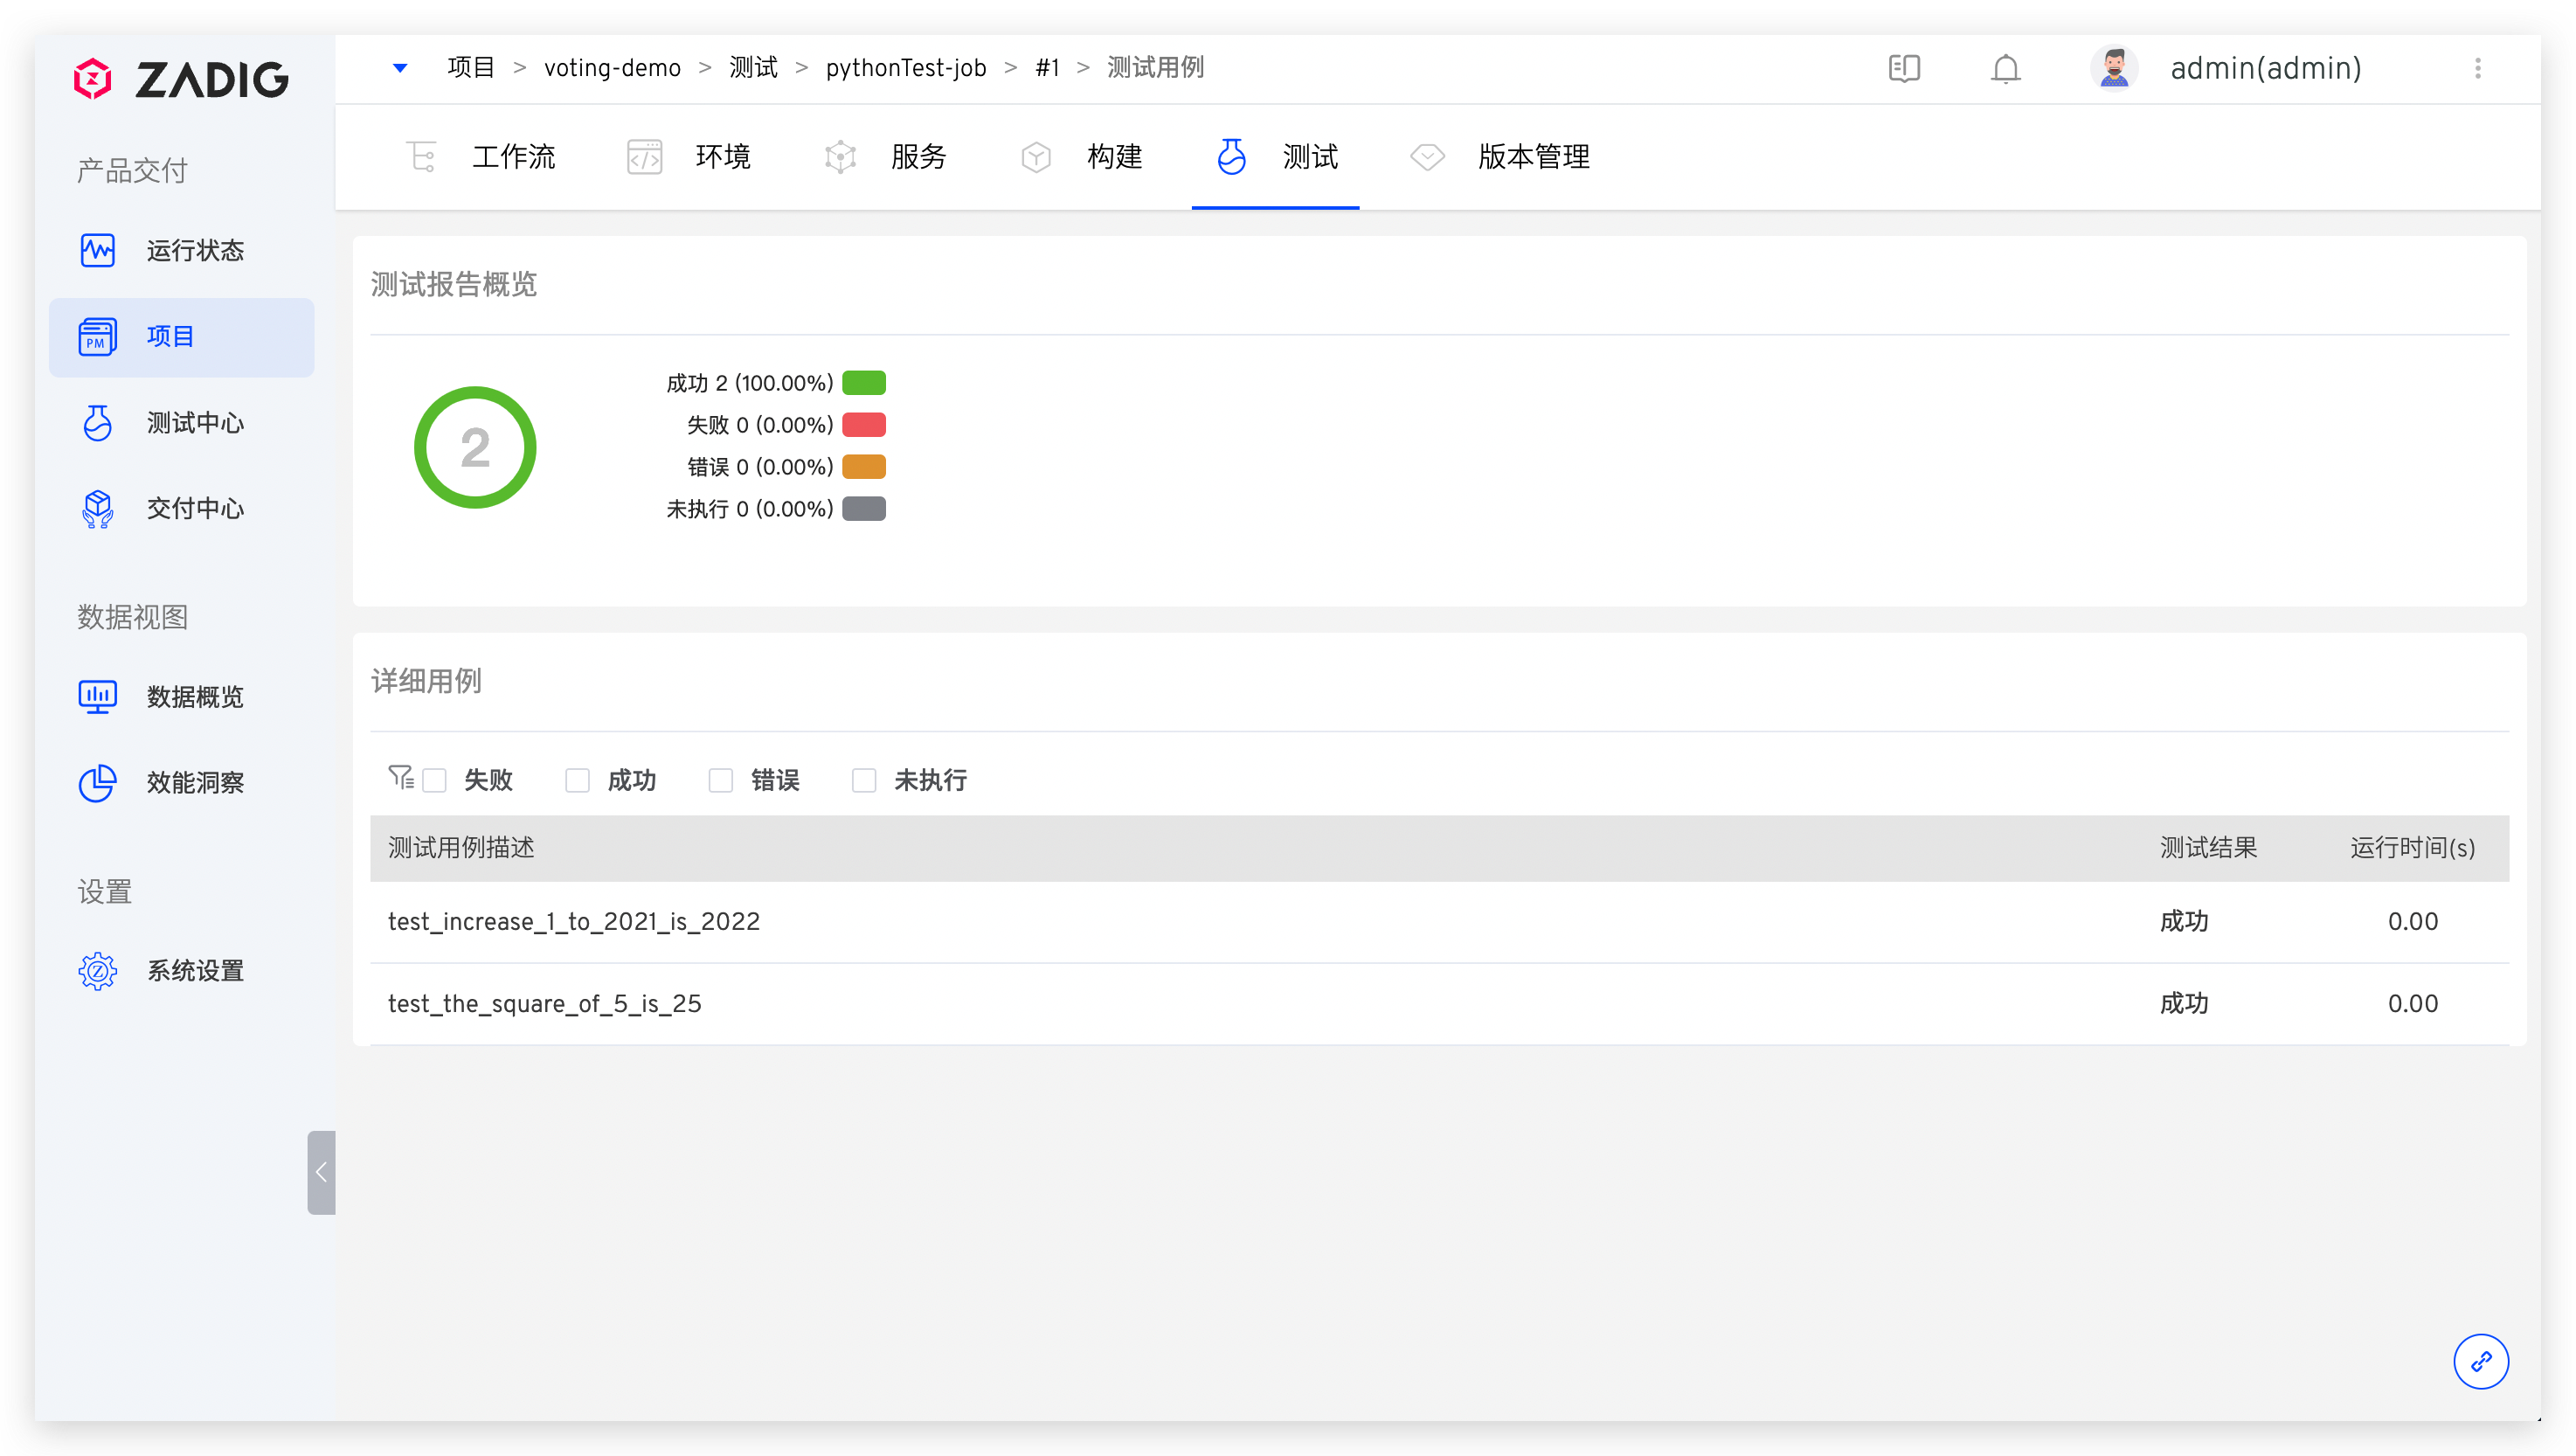 ZADIG
产品交付
运行状态
PM
项目
测试中心
交付中心
数据视图
数据概览
效能洞察
设置
系统设置
项目 > voting-demo > 测试 > pythonTest-job > #1 > 测试用例
admin(admin)
工作流 环境 服务 构建 测试 版本管理
测试报告概览
2
成功 2 (100.00%)
失败 0 (0.00%)
错误 0 (0.00%)
未执行 0 (0.00%)
详细用例
失败 成功 错误 未执行
测试用例描述 测试结果 运行时间(s)
test_increase_1_to_2021_is_2022 成功 0.00
test_the_square_of_5_is_25 成功 0.00